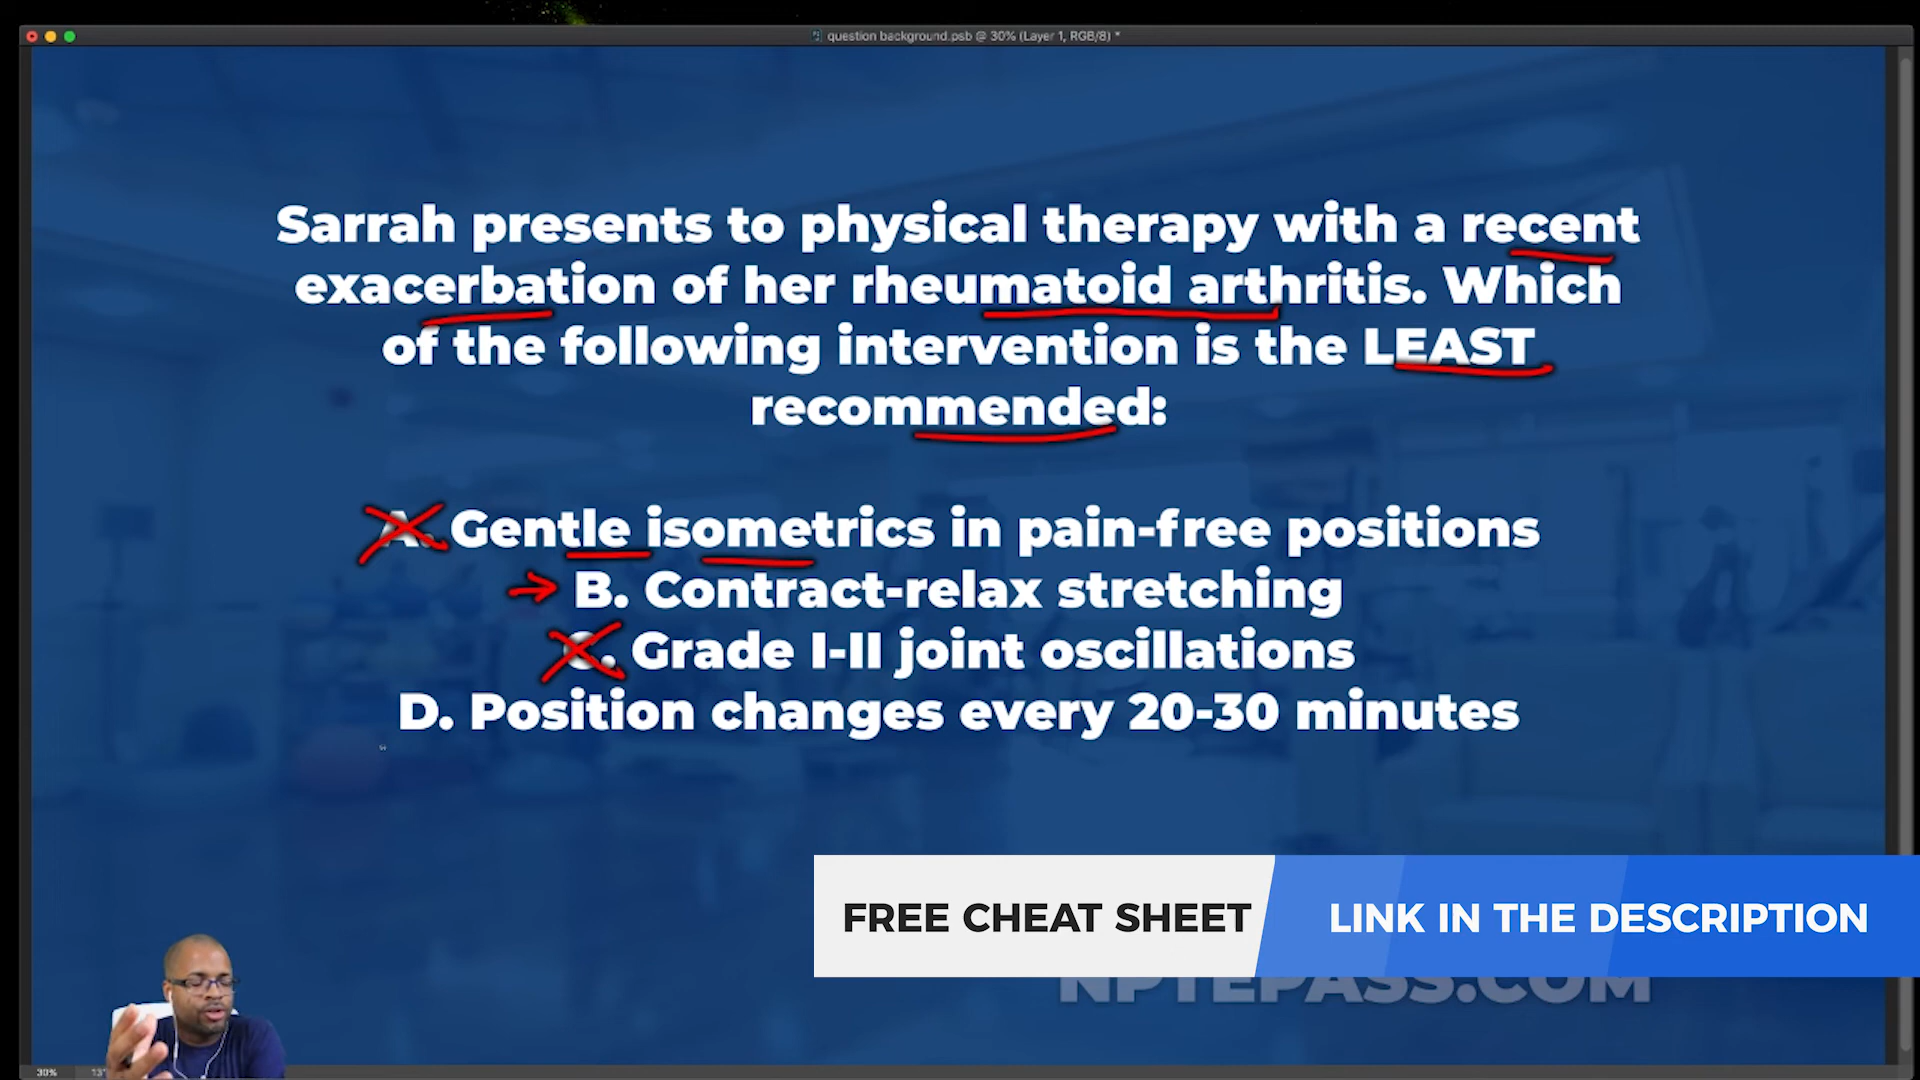 question background.psb @ 30% (Layer 1, RGB/8) *
Sarrah presents to physical therapy with a recent
exacerbation of her rheumatoid arthritis. Which
of the following intervention is the LEAST
recommended:
A. Gentle isometrics in pain-free positions
B. Contract-relax stretching
C. Grade I-II joint oscillations
D. Position changes every 20-30 minutes
FREE CHEAT SHEET
LINK IN THE DESCRIPTION
NPTEPASS.COM
30%